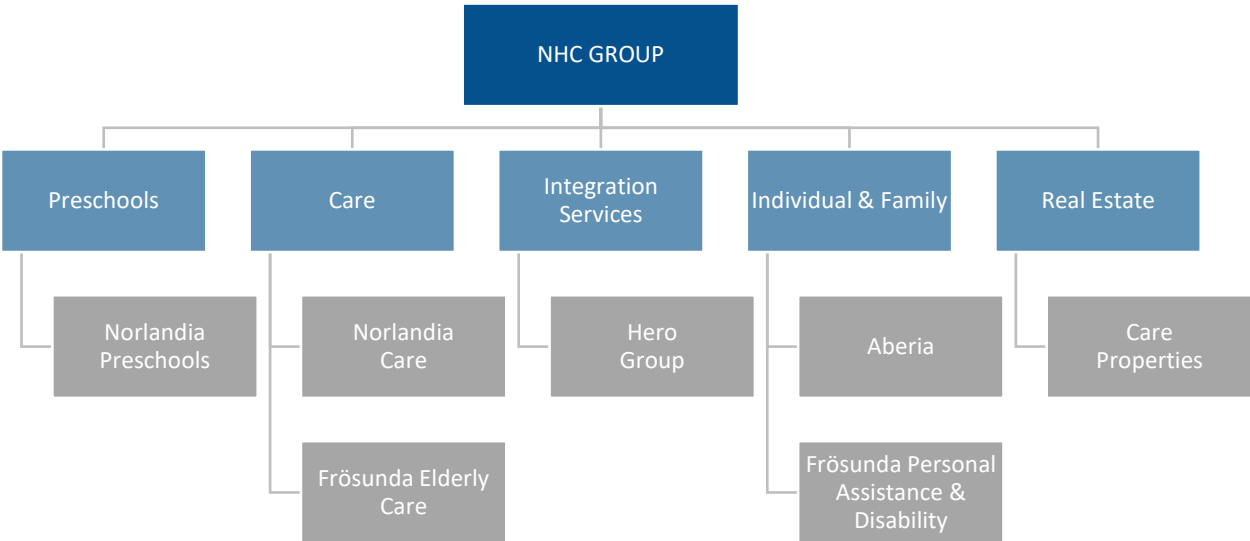 NHC GROUP
Preschools
Care
Integration
Services
Individual & Family
Real Estate
Norlandia
Preschools
Norlandia
Care
Hero
Group
Aberia
Care
Properties
Frösunda Elderly
Care
Frösunda Personal
Assistance &
Disability